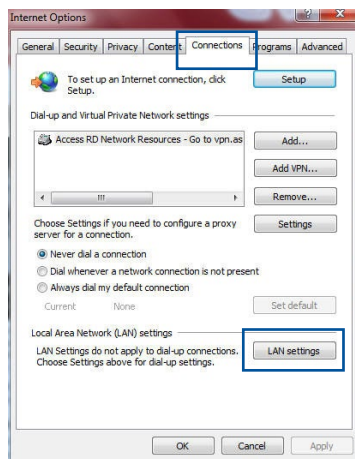 Internet Options
General Security Privacy Content Connections Programs Advanced
To set up an Internet connection, click Setup.
Setup
Dial-up and Virtual Private Network settings
Access RD Network Resources - Go to vpn.as
Add...
Add VPN...
Remove...
Choose Settings if you need to configure a proxy
server for a connection.
Settings
Never dial a connection
Dial whenever a network connection is not present
Always dial my default connection
Current None
Set default
Local Area Network (LAN) settings
LAN Settings do not apply to dial-up connections.
Choose Settings above for dial-up settings.
LAN settings
OK Cancel Apply